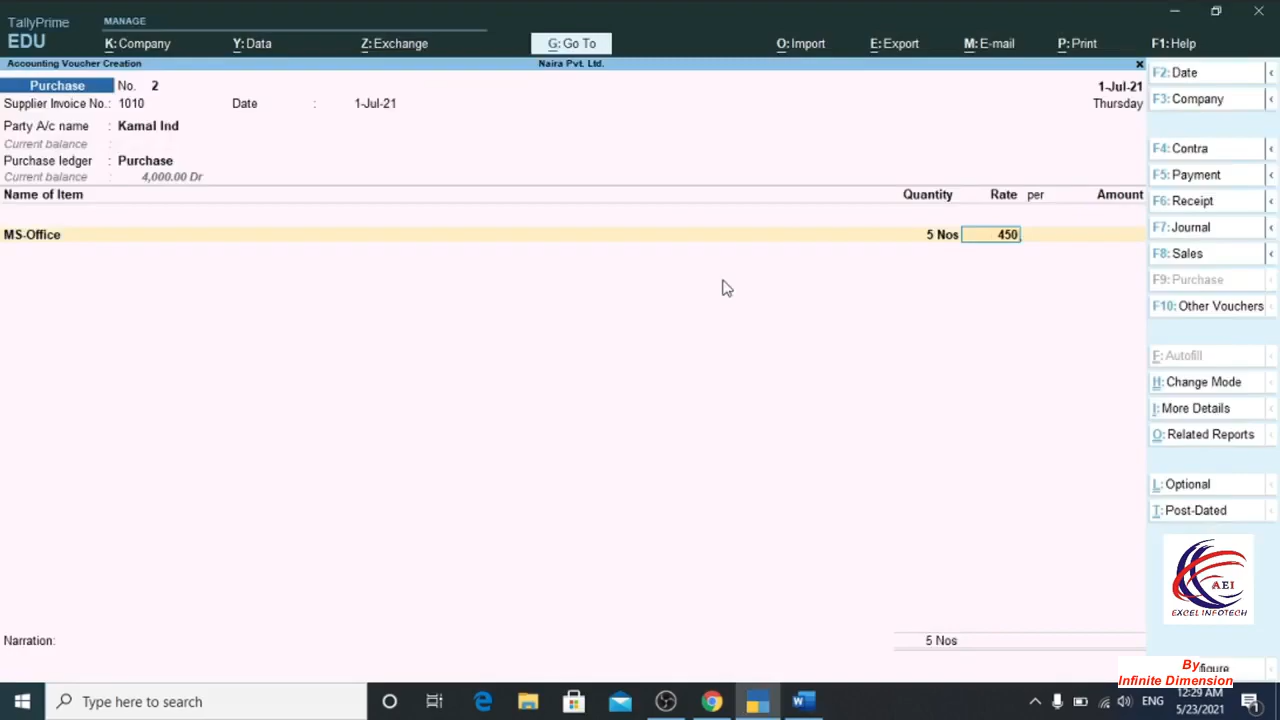 TallyPrime
EDU
MANAGE
K: Company
Y: Data
Z: Exchange
G: Go To
O: Import
E: Export
M: E-mail
P: Print
F1: Help
Accounting Voucher Creation
Naira Pvt. Ltd.
Purchase No. 2
1-Jul-21
Supplier Invoice No.: 1010 Date : 1-Jul-21
Thursday
Party A/c name : Kamal Ind
Current balance :
Purchase ledger : Purchase
Current balance : 4,000.00 Dr
Name of Item Quantity Rate per Amount
MS-Office 5 Nos 450
Narration:
5 Nos
F2: Date
F3: Company
F4: Contra
F5: Payment
F6: Receipt
F7: Journal
F8: Sales
F9: Purchase
F10: Other Vouchers
F: Autofill
H: Change Mode
I: More Details
O: Related Reports
L: Optional
T: Post-Dated
AEI
EXCEL INFOTECH
By
Infinite Dimension
Type here to search
ENG
12:29 AM
5/23/2021
1